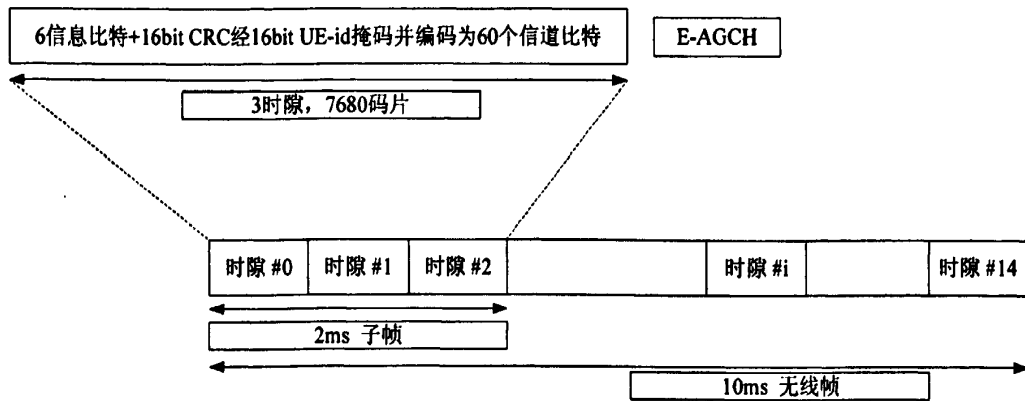 6信息比特+16bit CRC经16bit UE-id掩码并编码为60个信道比特
E-AGCH
3时隙，7680码片
时隙 #0
时隙 #1
时隙 #2
时隙 #i
时隙 #14
2ms 子帧
10ms 无线帧